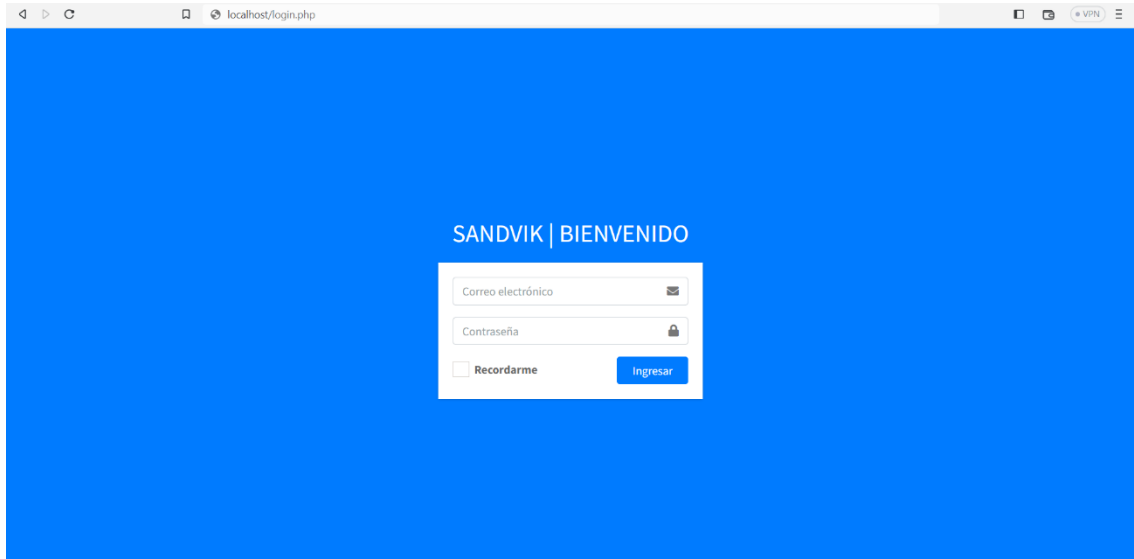 localhost/login.php
VPN
SANDVIK | BIENVENIDO
Correo electrónico
Contraseña
Recordarme
Ingresar